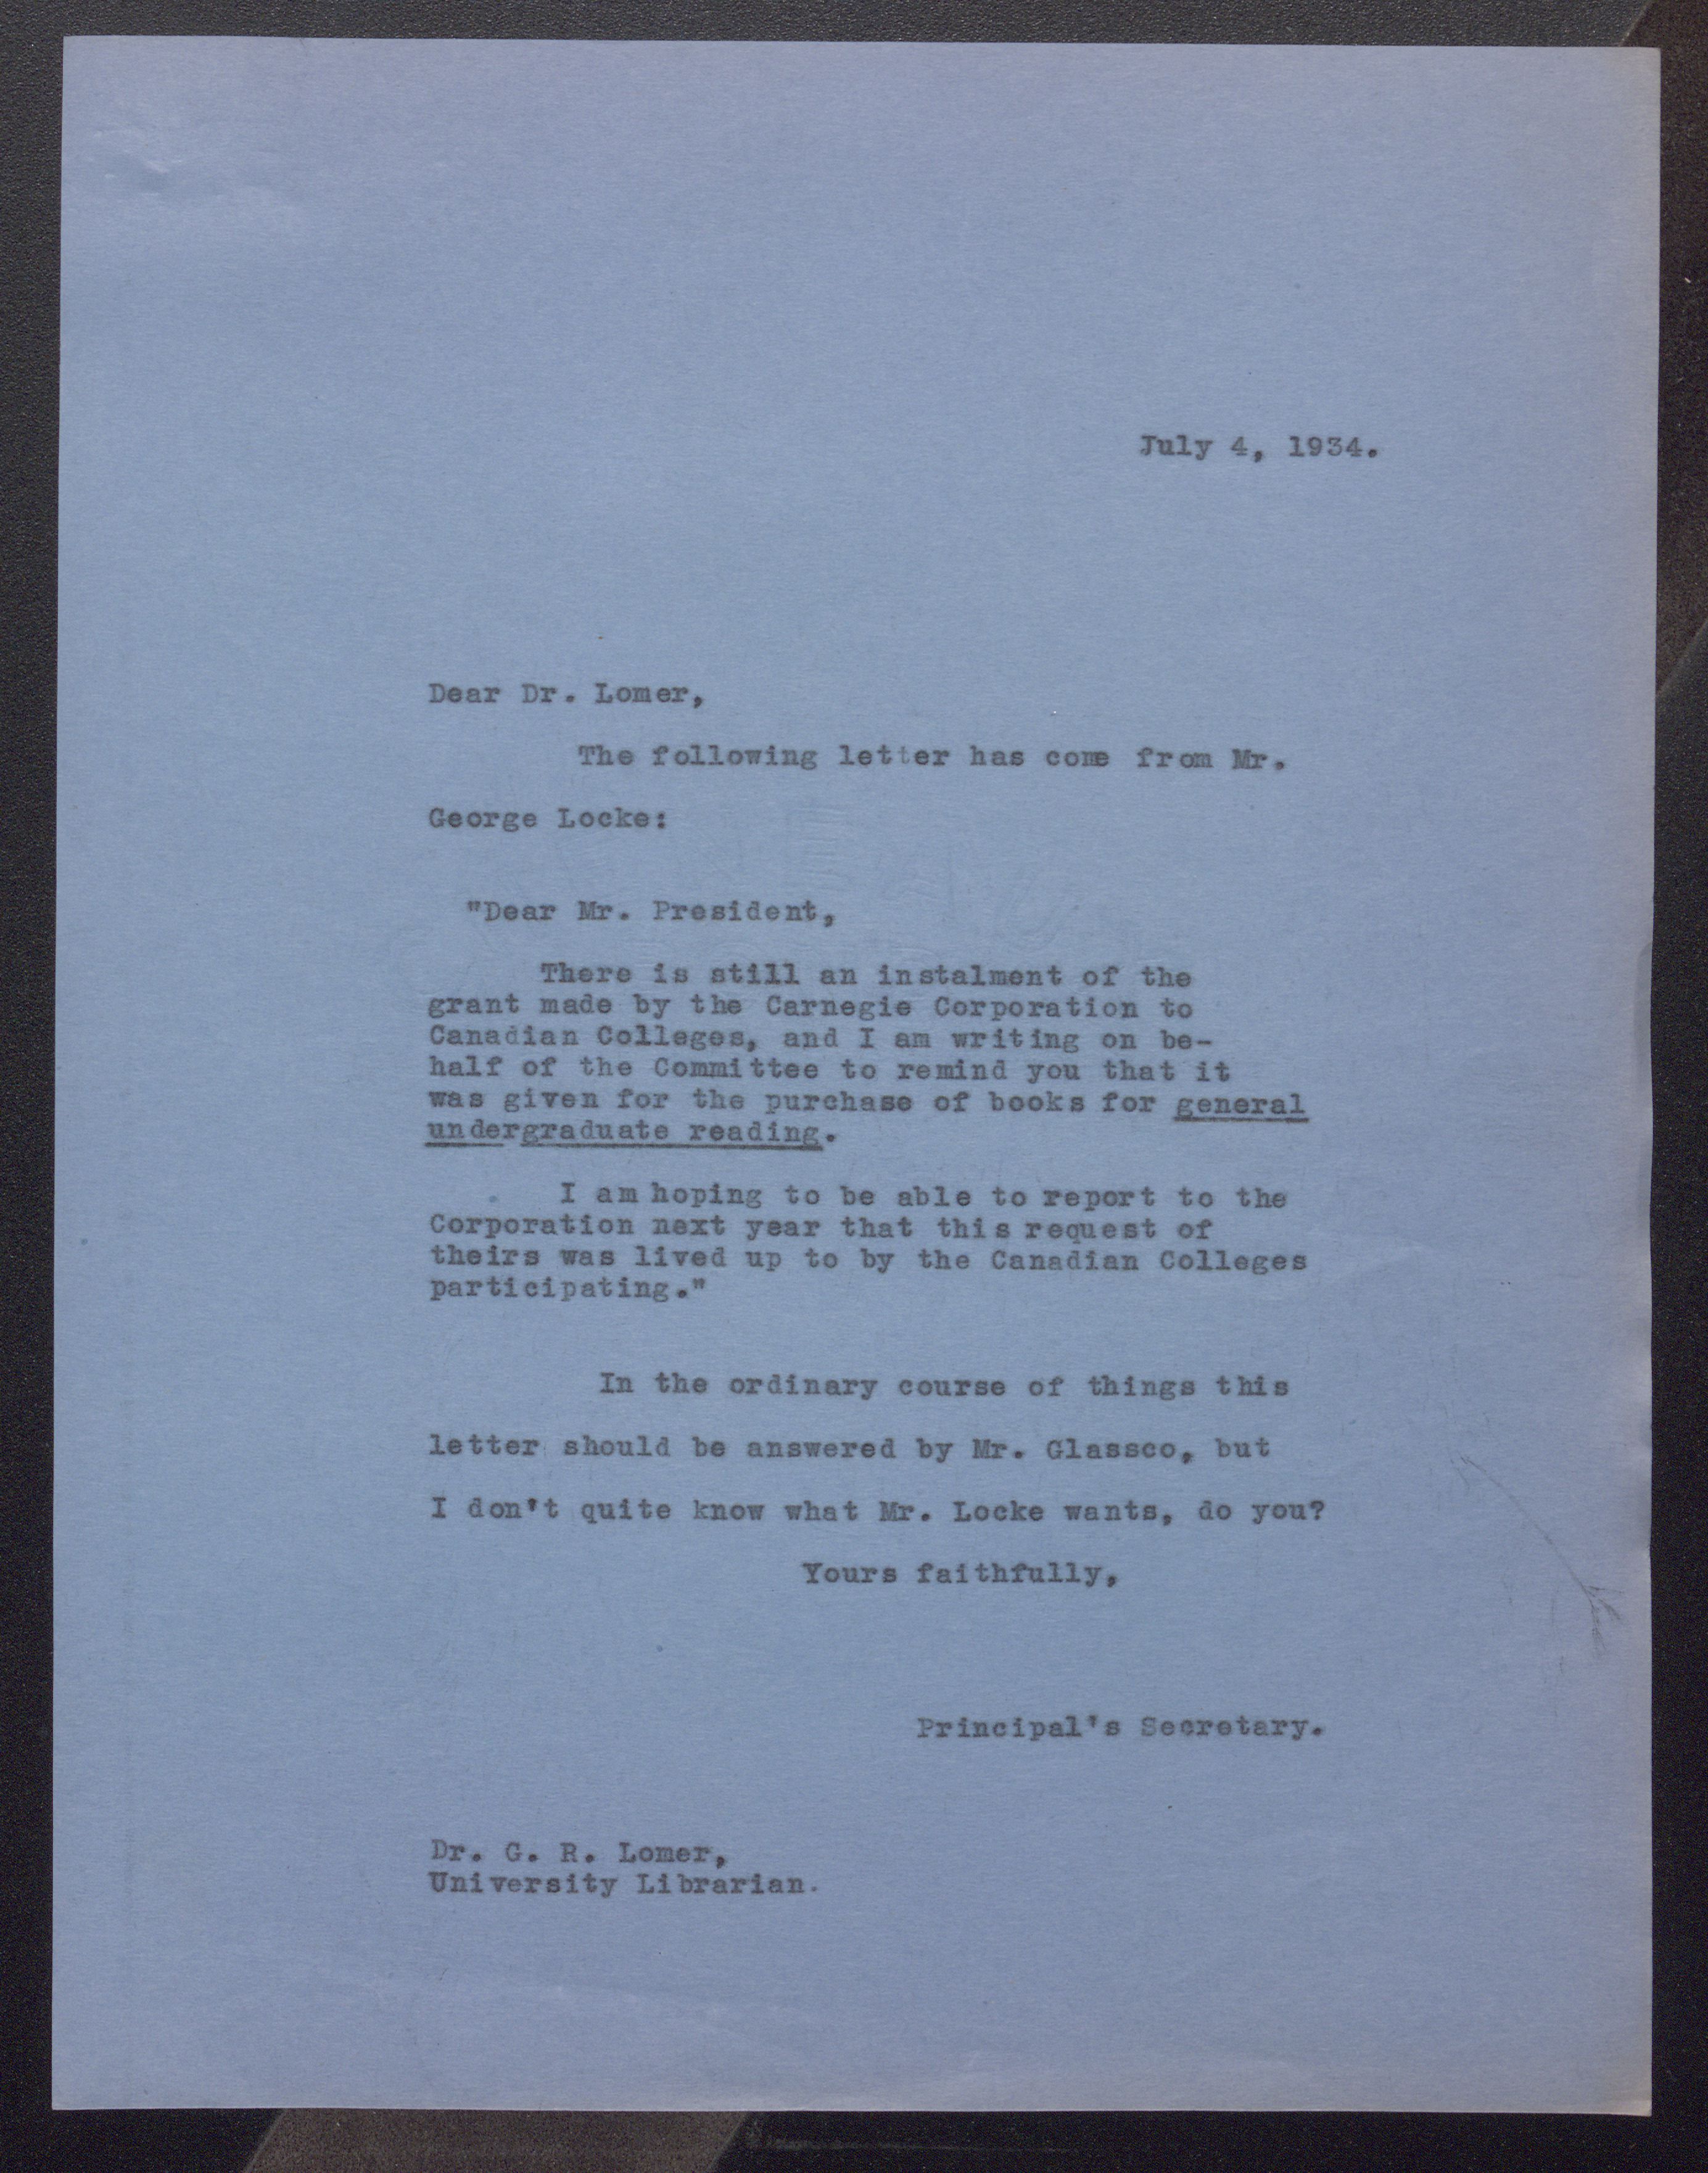 July 4, 1934.
Dear Dr. Lomer,
The following letter has come from Mr.
George Locke:
"Dear Mr. President,
There is still an instalment of the
grant made by the Carnegie Corporation to
Canadian Colleges, and I am writing on be-
half of the Committee to remind you that it
was given for the purchase of books for general
undergraduate reading.
I am hoping to be able to report to the
Corporation next year that this request of
theirs was lived up to by the Canadian Colleges
participating."
In the ordinary course of things this
letter should be answered by Mr. Glassco, but
I don't quite know what Mr. Locke wants, do you?
Yours faithfully,
Principal's Secretary.
Dr. G. R. Lomer,
University Librarian.